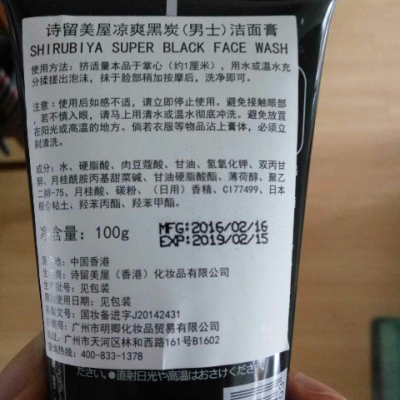 诗留美屋凉爽黑炭(男士)洁面膏
SHIRUBIYA SUPER BLACK FACE WASH
使用方法：挤适量本品于掌心(约1厘米)，用水或温水充
分揉搓出泡沫，抹于脸部稍加按摩后，洗净即可。
注意：使用后如感不适，请立即停止使用。避免接触眼部
，若不慎入眼，请马上用清水或温水彻底冲洗。避免放置
在阳光或高温的地方。倘若衣服等物品沾上膏体，必须立
刻清洗。
成分：水、硬脂酸、肉豆蔻酸、甘油、氢氧化钾、双丙甘
醇、月桂酰胺丙基甜菜碱、甘油硬脂酸酯、薄荷醇、聚乙
二醇-75、月桂酸、碳粉、（日用）香精、CI77499、日本
粘土、羟苯丙酯、羟苯甲酯。
净含量：100g
MFG:2016/02/16
EXP:2019/02/15
地：中国香港
商：诗留美屋（香港）化妆品有限公司
批号：见包装
使用日期：见包装
文号：国妆备进字J20142431
广州市明卿化妆品贸易有限公司
广州市天河区林和西路161号B1602
热线：400-833-1378
ださい。●直射日光や高温はおさけくださ